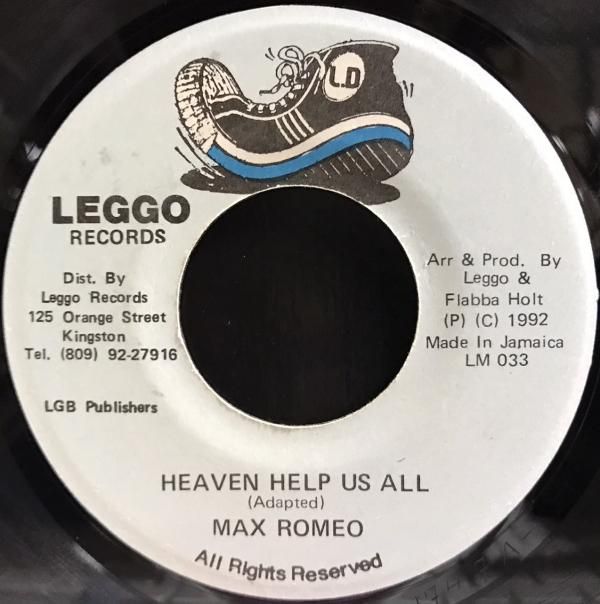 L.D
LEGGO
RECORDS
Dist. By
Leggo Records
125 Orange Street
Kingston
Tel. (809) 92-27916
LGB Publishers
Arr & Prod. By
Leggo &
Flabba Holt
(P) (C) 1992
Made In Jamaica
LM 033
HEAVEN HELP US ALL
(Adapted)
MAX ROMEO
All Rights Reserved